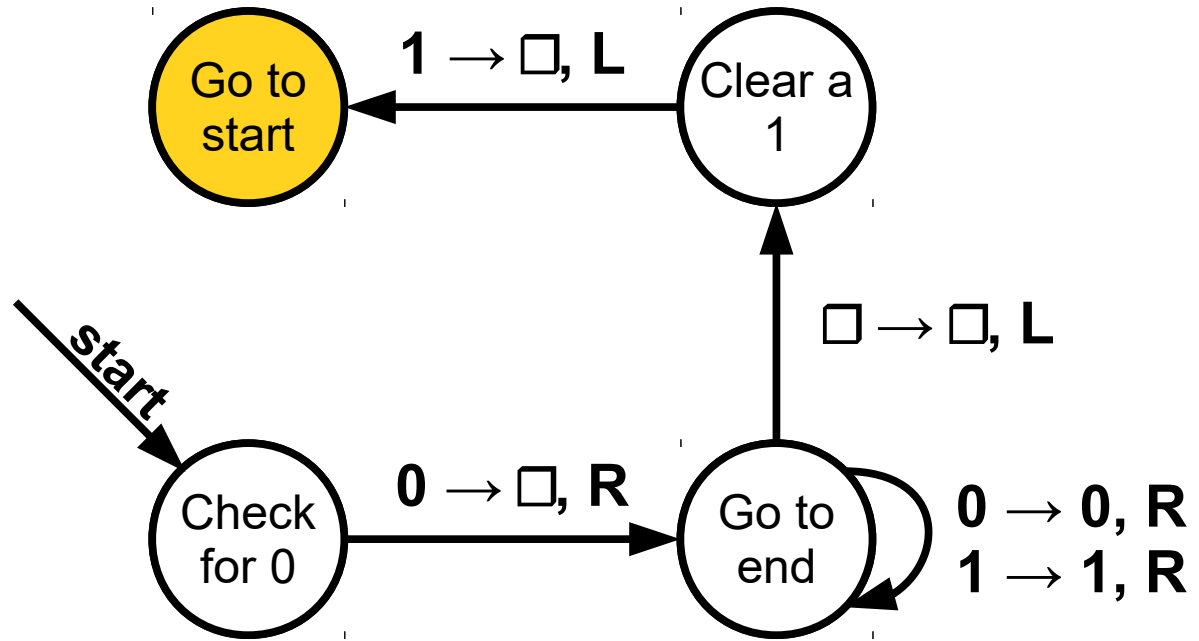 Go to
start
1 → □, L
Clear a
1
□ → □, L
start
Check
for 0
0 → □, R
Go to
end
0 → 0, R
1 → 1, R